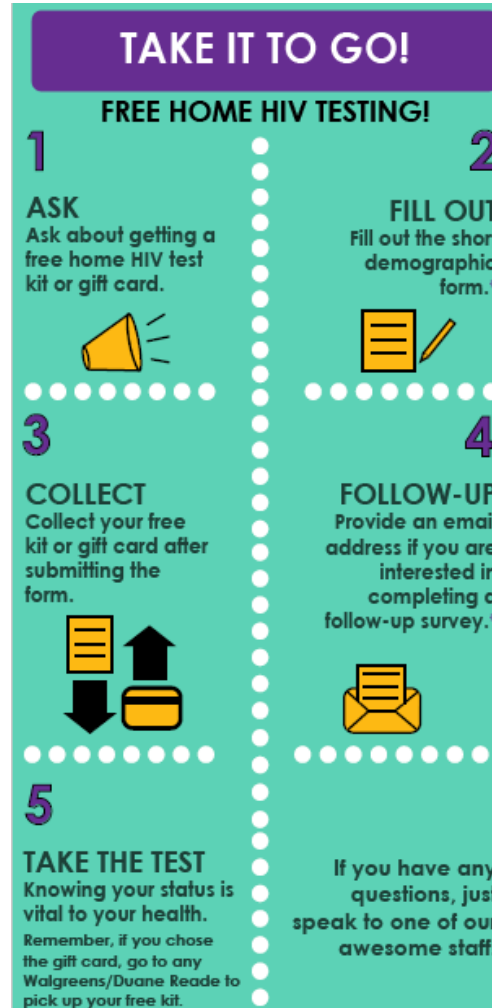 TAKE IT TO GO!
FREE HOME HIV TESTING!
1
ASK
Ask about getting a
free home HIV test
kit or gift card.
2
FILL OUT
Fill out the short
demographic
form.*
3
COLLECT
Collect your free
kit or gift card after
submitting the
form.
4
FOLLOW-UP
Provide an email
address if you are
interested in
completing a
follow-up survey.*
5
TAKE THE TEST
Knowing your status is
vital to your health.
Remember, if you chose
the gift card, go to any
Walgreens/Duane Reade to
pick up your free kit.
If you have any
questions, just
speak to one of our
awesome staff